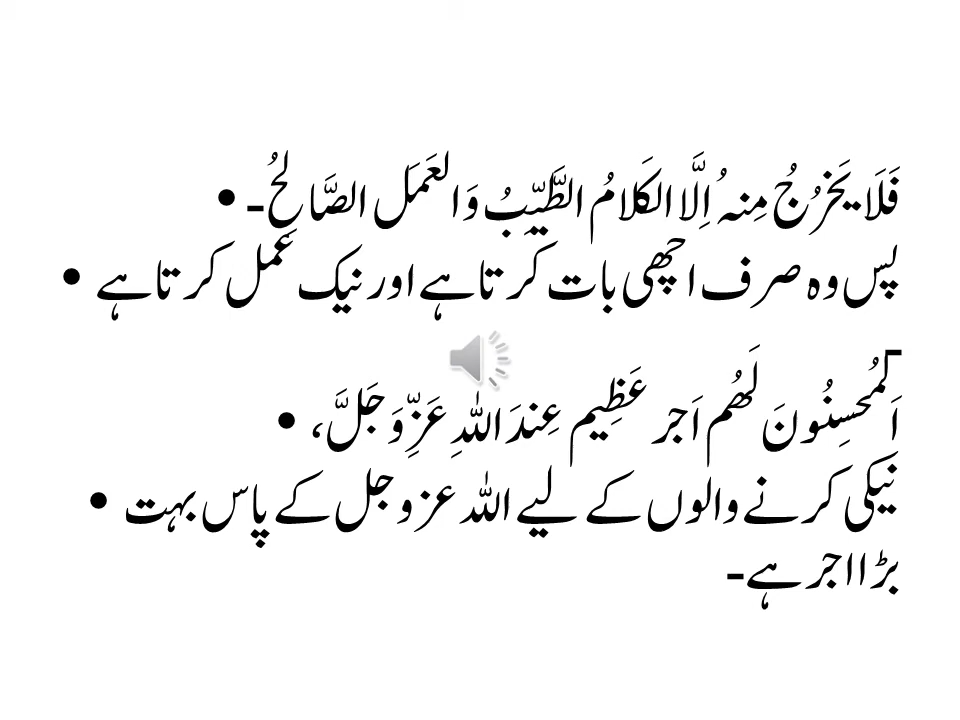 فَلَا یَخرُجُ مِنہُ اِلَّا الکَلَامُ الطَّیِّبُ وَالعَمَل الصَّالِحُ۔ •
پس وہ صرف اچھی بات کرتا ہے اور نیک عمل کرتا ہے •
۔
اَلمُحسِنُونَ لَھُم اَجر عَظِیم عِندَ اللہِ عَزِّوَجَلَّ، •
نیکی کرنے والوں کے لیے اللہ عزوجل کے پاس بہت •
بڑا اجر ہے۔